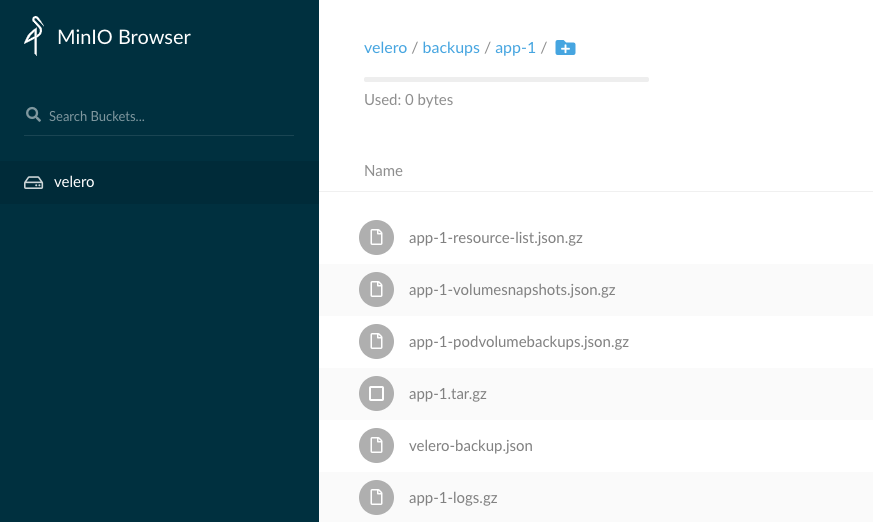 MinIO Browser
Search Buckets...
velero
velero / backups / app-1 /
Used: 0 bytes
Name
app-1-resource-list.json.gz
app-1-volumesnapshots.json.gz
app-1-podvolumebackups.json.gz
app-1.tar.gz
velero-backup.json
app-1-logs.gz